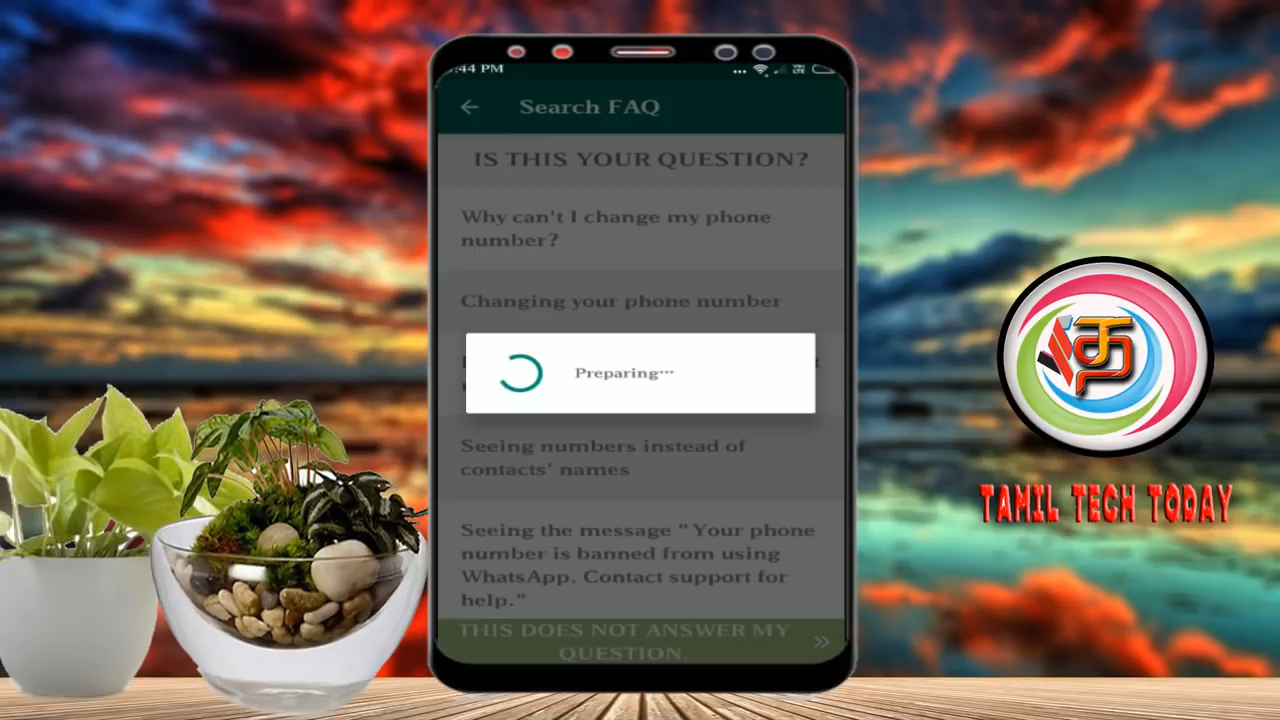 :44 PM
Search FAQ
IS THIS YOUR QUESTION?
Why can't I change my phone
number?
Changing your phone number
Preparing...
Seeing numbers instead of
contacts' names
Seeing the message "Your phone
number is banned from using
WhatsApp. Contact support for
help."
THIS DOES NOT ANSWER MY
QUESTION.
TAMIL TECH TODAY